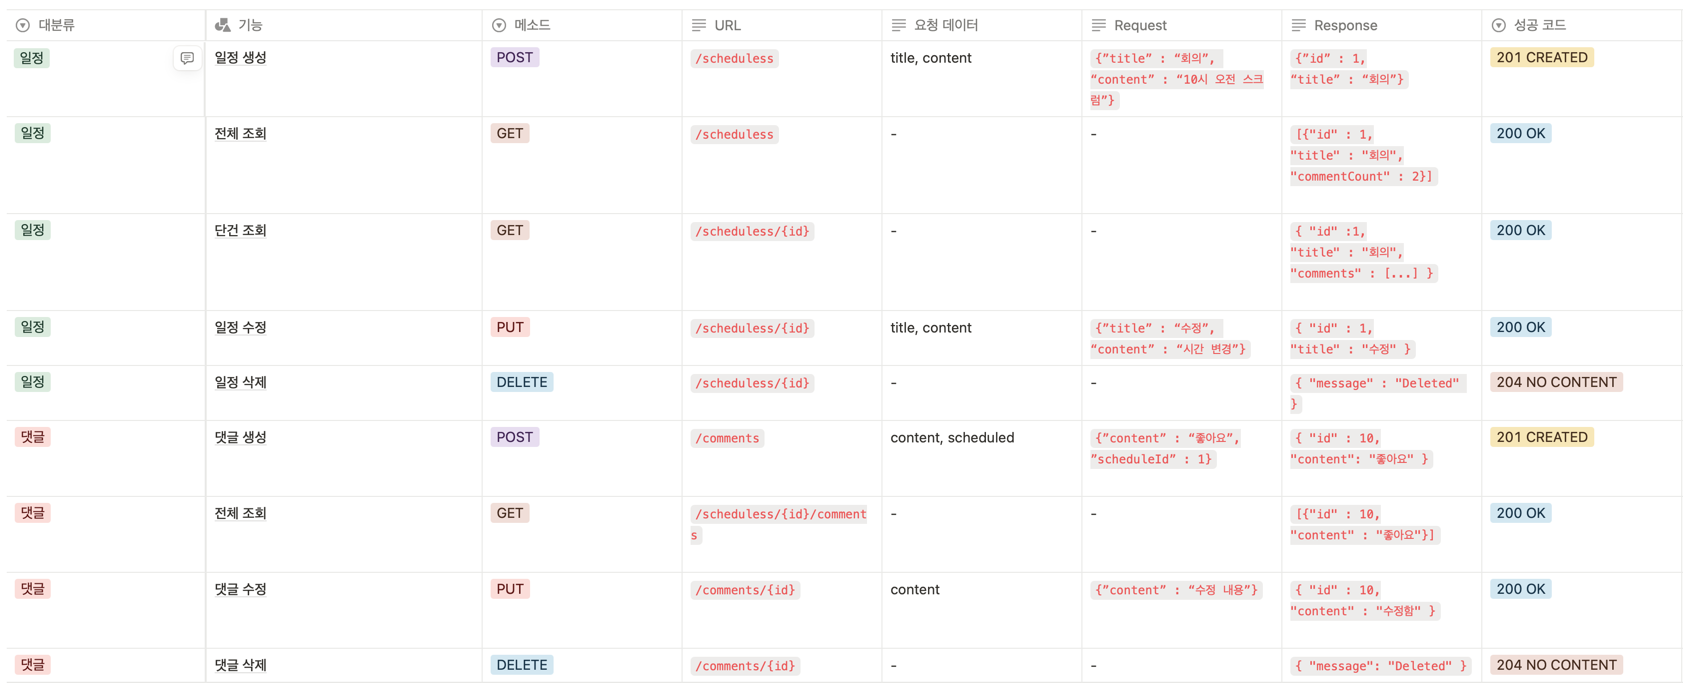 대분류 기능 메소드 URL 요청 데이터 Request Response 성공 코드
일정 일정 생성 POST /scheduless title, content {”title” : “회의”, {”id” : 1, 201 CREATED
“content” : “10시 오전 스크 “title” : “회의”}
럼”}
일정 전체 조회 GET /scheduless - - [{"id" : 1, 200 OK
"title" : "회의",
"commentCount" : 2}]
일정 단건 조회 GET /scheduless/{id} - - { "id" :1, 200 OK
"title" : "회의",
"comments" : [...] }
일정 일정 수정 PUT /scheduless/{id} title, content {”title” : “수정”, { "id" : 1, 200 OK
“content” : “시간 변경”} "title" : "수정" }
일정 일정 삭제 DELETE /scheduless/{id} - - { "message" : "Deleted" 204 NO CONTENT
}
댓글 댓글 생성 POST /comments content, scheduled {”content” : “좋아요”, { "id" : 10, 201 CREATED
”scheduleId” : 1} "content": "좋아요" }
댓글 전체 조회 GET /scheduless/{id}/comment - - [{"id" : 10, 200 OK
s "content" : "좋아요"}]
댓글 댓글 수정 PUT /comments/{id} content {”content” : “수정 내용”} { "id" : 10, 200 OK
"content" : "수정함" }
댓글 댓글 삭제 DELETE /comments/{id} - - { "message": "Deleted" } 204 NO CONTENT